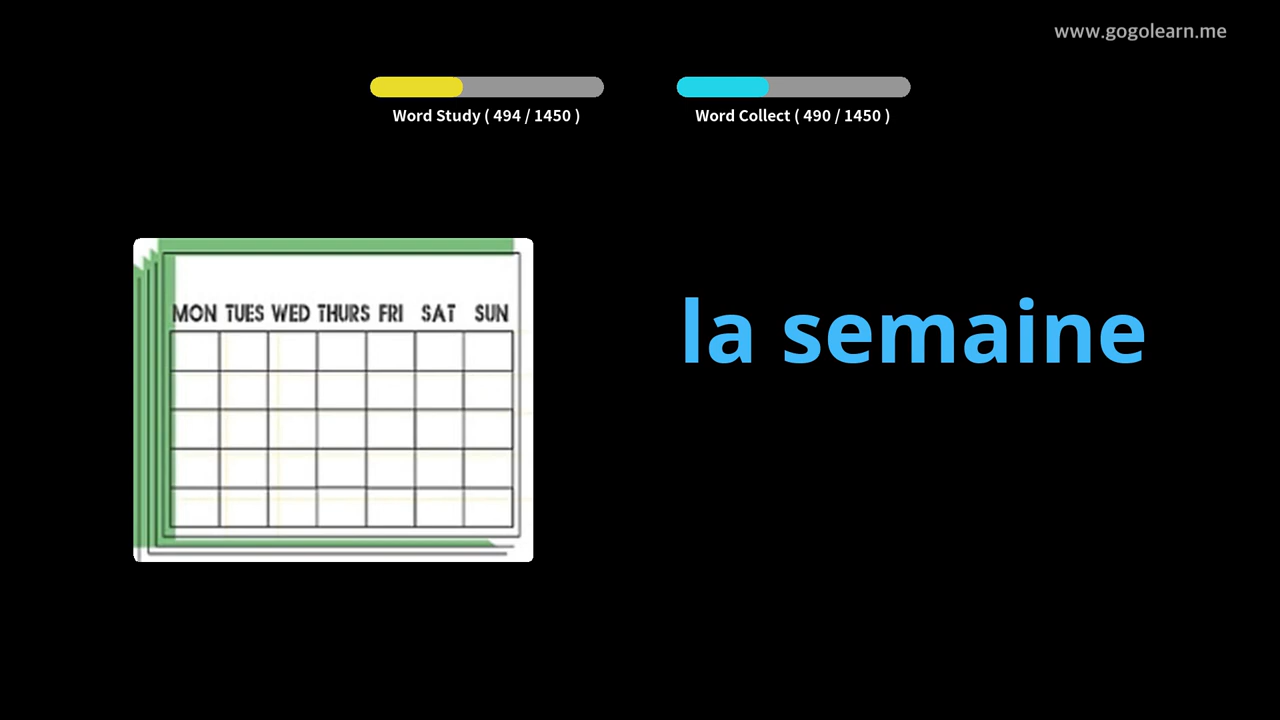 www.gogolearn.me
Word Study ( 494 / 1450 )
Word Collect ( 490 / 1450 )
MON TUES WED THURS FRI SAT SUN
la semaine